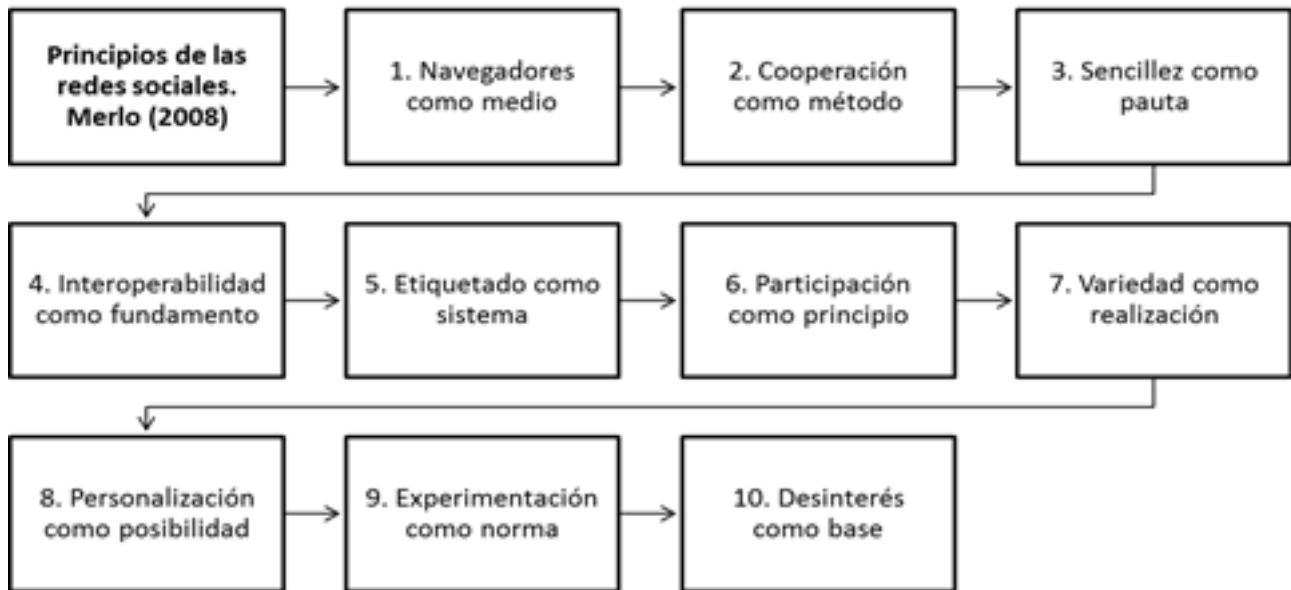 Principios de las
redes sociales.
Merlo (2008)
1. Navegadores
como medio
2. Cooperación
como método
3. Sencillez como
pauta
4. Interoperabilidad
como fundamento
5. Etiquetado como
sistema
6. Participación
como principio
7. Variedad como
realización
8. Personalización
como posibilidad
9. Experimentación
como norma
10. Desinterés
como base